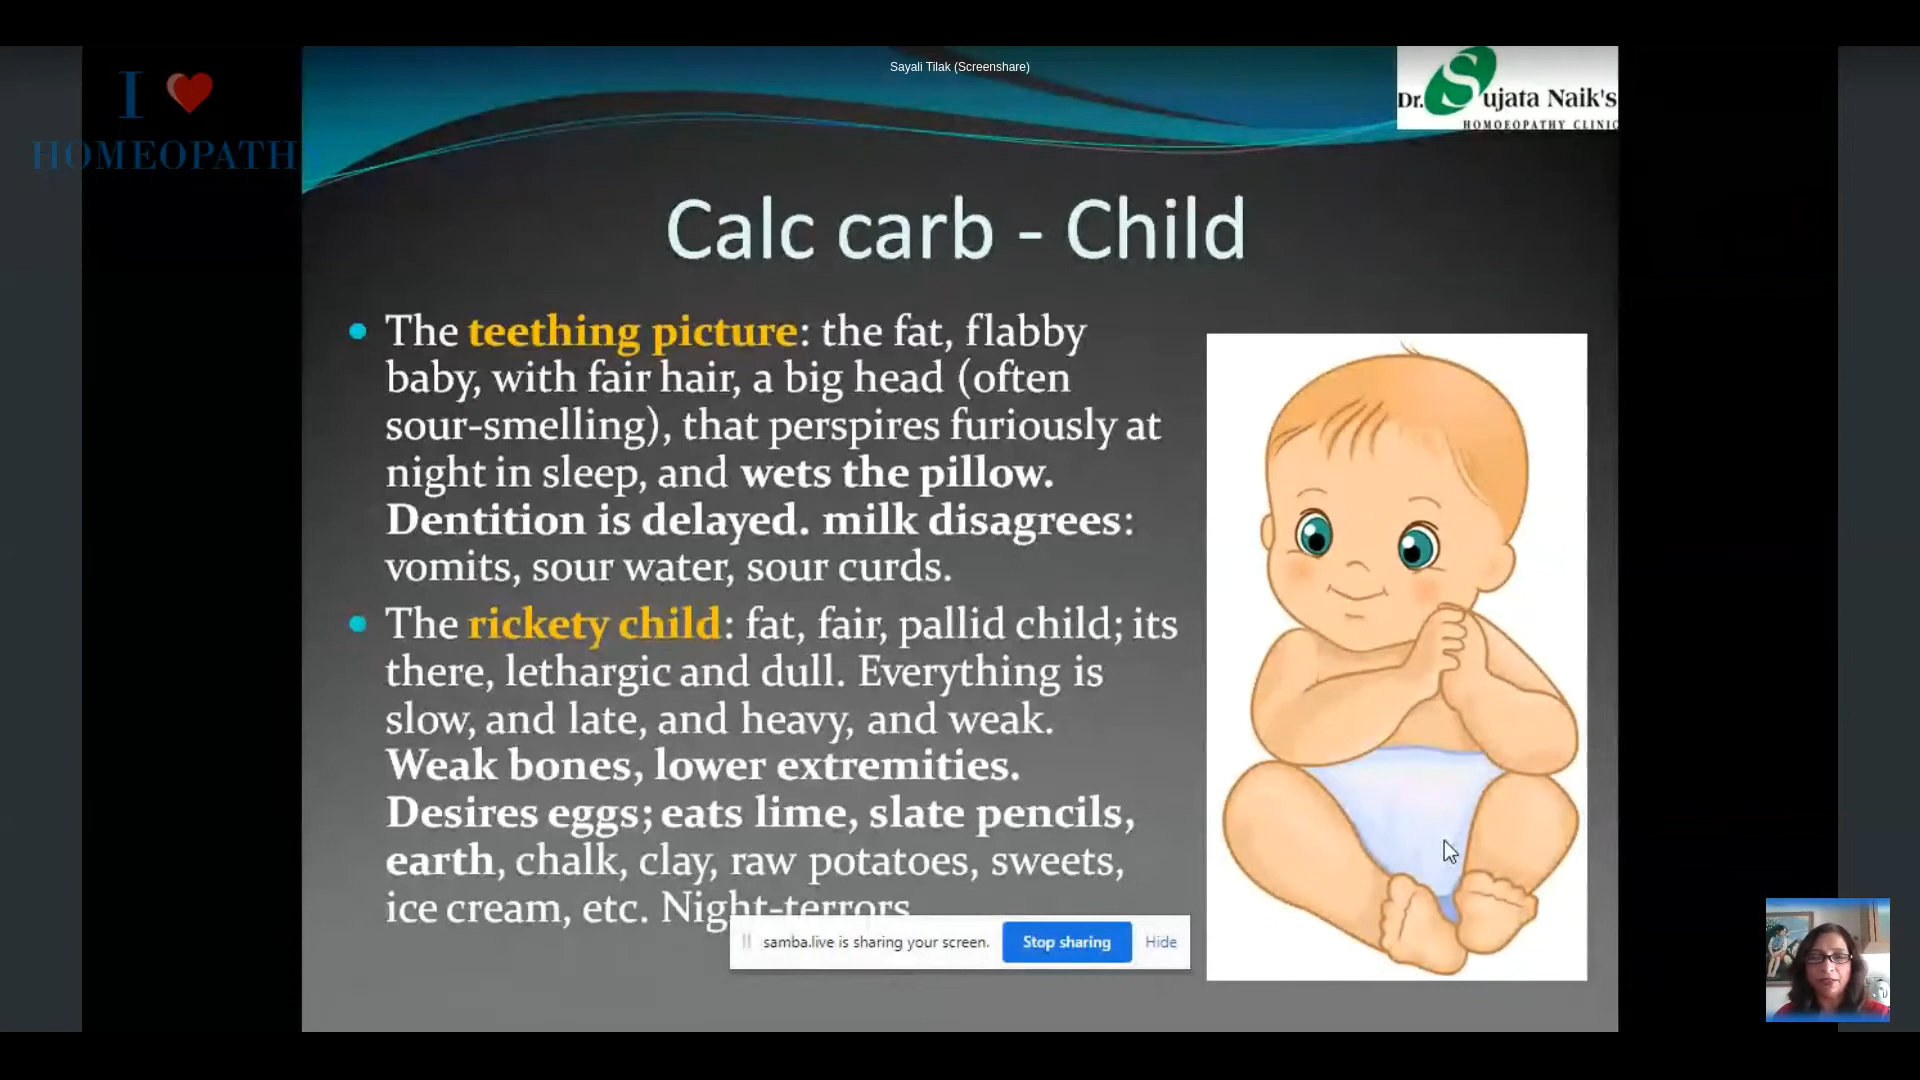 Sayali Tilak (Screenshare)
I
HOMEOPATH
Dr. Sujata Naik's
HOMOEOPATHY CLINIC
Calc carb - Child
The teething picture: the fat, flabby
baby, with fair hair, a big head (often
sour-smelling), that perspires furiously at
night in sleep, and wets the pillow.
Dentition is delayed. milk disagrees:
vomits, sour water, sour curds.
The rickety child: fat, fair, pallid child; its
there, lethargic and dull. Everything is
slow, and late, and heavy, and weak.
Weak bones, lower extremities.
Desires eggs; eats lime, slate pencils,
earth, chalk, clay, raw potatoes, sweets,
ice cream, etc. Night-terrors
samba.live is sharing your screen. Stop sharing Hide